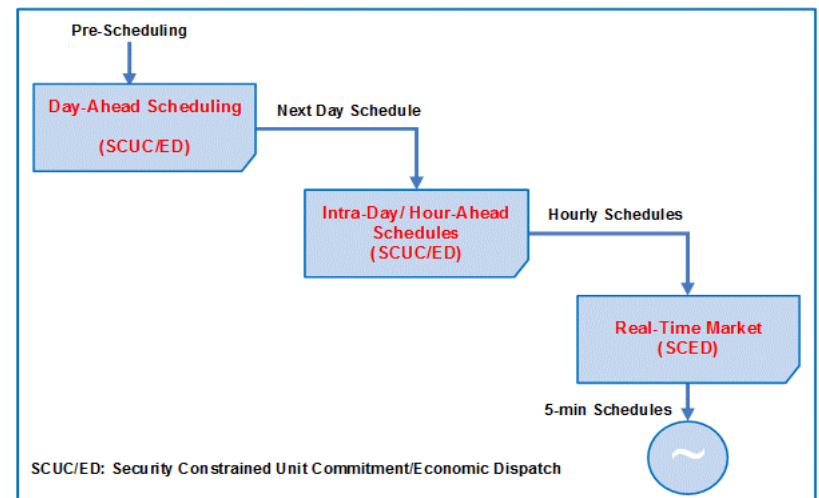 Pre-Scheduling
Day-Ahead Scheduling
(SCUC/ED)
Next Day Schedule
Intra-Day/ Hour-Ahead
Schedules
(SCUC/ED)
Hourly Schedules
Real-Time Market
(SCED)
5-min Schedules
~
SCUC/ED: Security Constrained Unit Commitment/Economic Dispatch